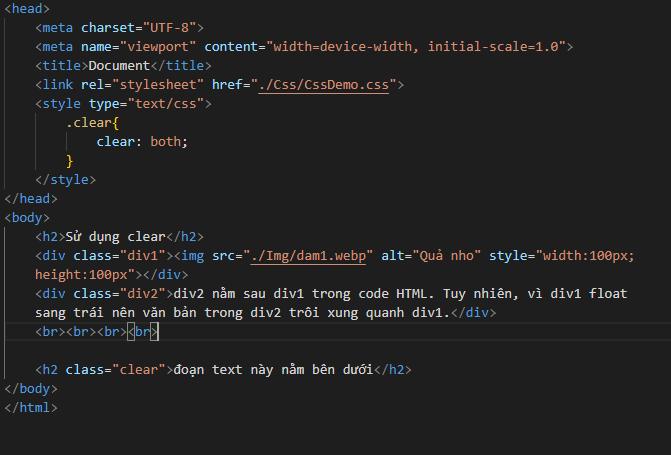 <head>
<meta charset="UTF-8">
<meta name="viewport" content="width=device-width, initial-scale=1.0">
<title>Document</title>
<link rel="stylesheet" href="./Css/CssDemo.css">
<style type="text/css">
.clear{
clear: both;
}
</style>
</head>
<body>
<h2>Sử dụng clear</h2>
<div class="div1"><img src="./Img/dam1.webp" alt="Quả nho" style="width:100px;
height:100px"></div>
<div class="div2">div2 nằm sau div1 trong code HTML. Tuy nhiên, vì div1 float
sang trái nên văn bản trong div2 trôi xung quanh div1.</div>
<br><br><br><br>
<h2 class="clear">đoạn text này nằm bên dưới</h2>
</body>
</html>